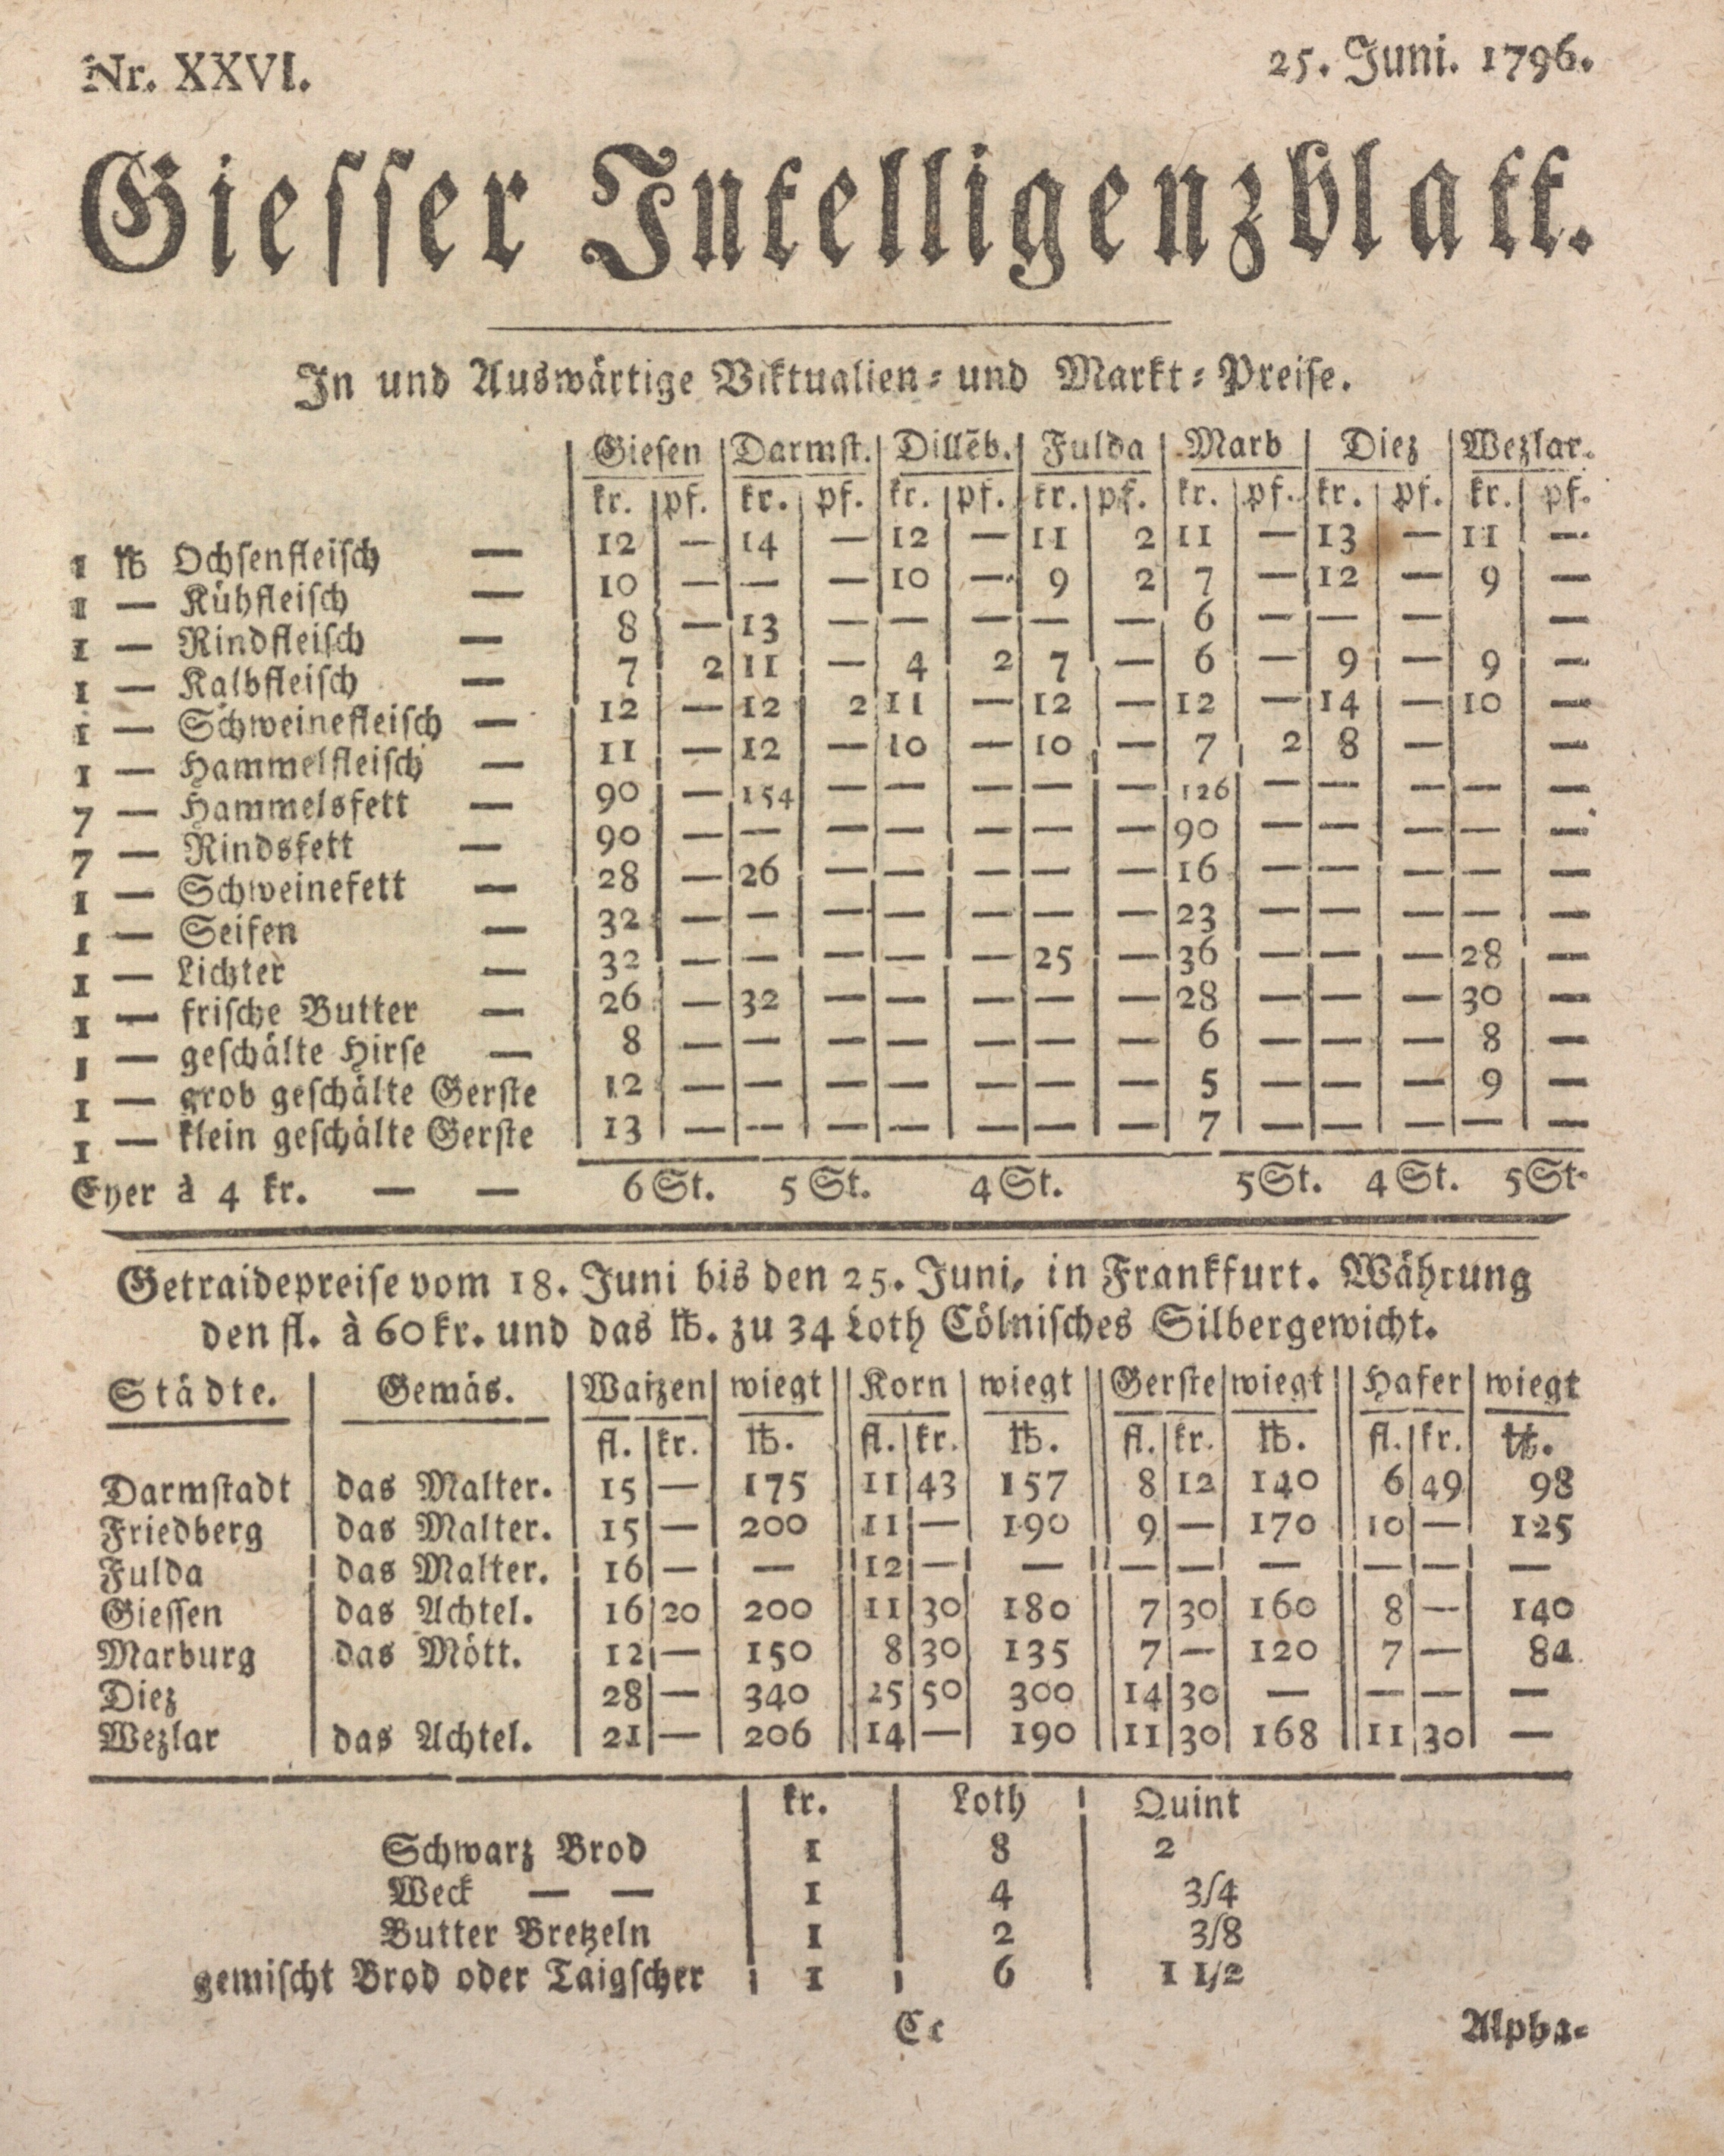 Nr. XXVI. 25. Juni. 1796.
Giesser Intelligenzblatt.
In und Auswärtige Viktualien- und Markt-Preise.
Giesen Darmst. Dillēb. Fulda Marb Diez Wezlar.
kr. pf. kr. pf. kr. pf. kr. pf. kr. pf. kr. pf. kr. pf.
1 ℔ Ochsenfleisch — 12 — 14 — 12 — 11 2 11 — 13 — 11 —
1 — Kühfleisch — 10 — — — 10 — 9 2 7 — 12 — 9 —
1 — Rindfleisch — 8 — 13 — — — — — 6 — — — —
1 — Kalbfleisch — 7 2 11 — 4 2 7 — 6 — 9 — 9 —
1 — Schweinefleisch — 12 — 12 2 11 — 12 — 12 — 14 — 10 —
1 — Hammelfleisch — 11 — 12 — 10 — 10 — 7 2 8 — —
7 — Hammelsfett — 90 — 154 — — — — — 126 — — — — —
7 — Rindsfett — 90 — — — — — — — 90 — — — — —
1 — Schweinefett — 28 — 26 — — — — — 16 — — — — —
1 — Seifen — 32 — — — — — — — 23 — — — — —
1 — Lichter — 32 — — — — — 25 — 36 — — — 28 —
1 — frische Butter — 26 — 32 — — — — — 28 — — — 30 —
1 — geschälte Hirse — 8 — — — — — — — 6 — — — 8 —
1 — grob geschälte Gerste 12 — — — — — — — 5 — — — 9 —
1 — klein geschälte Gerste 13 — — — — — — — 7 — — — — —
Eyer à 4 kr. — — 6 St. 5 St. 4 St. 5 St. 4 St. 5 St.
Getraidepreise vom 18. Juni bis den 25. Juni, in Frankfurt. Währung
den fl. à 60 kr. und das ℔. zu 34 Loth Cölnisches Silbergewicht.
Städte. Gemäs. Waitzen wiegt Korn wiegt Gerste wiegt Hafer wiegt
fl. kr. ℔. fl. kr. ℔. fl. kr. ℔. fl. kr. ℔.
Darmstadt das Malter. 15 — 175 11 43 157 8 12 140 6 49 98
Friedberg das Malter. 15 — 200 11 — 190 9 — 170 10 — 125
Fulda das Malter. 16 — — 12 — — — — — — — —
Giessen das Achtel. 16 20 200 11 30 180 7 30 160 8 — 140
Marburg das Mött. 12 — 150 8 30 135 7 — 120 7 — 84
Diez 28 — 340 25 50 300 14 30 — — — —
Wezlar das Achtel. 21 — 206 14 — 190 11 30 168 11 30 —
kr. Loth Quint
Schwarz Brod 1 8 2
Weck — — 1 4 3/4
Butter Bretzeln 1 2 3/8
gemischt Brod oder Taigscher 1 6 1 1/2
Cc Alpha-